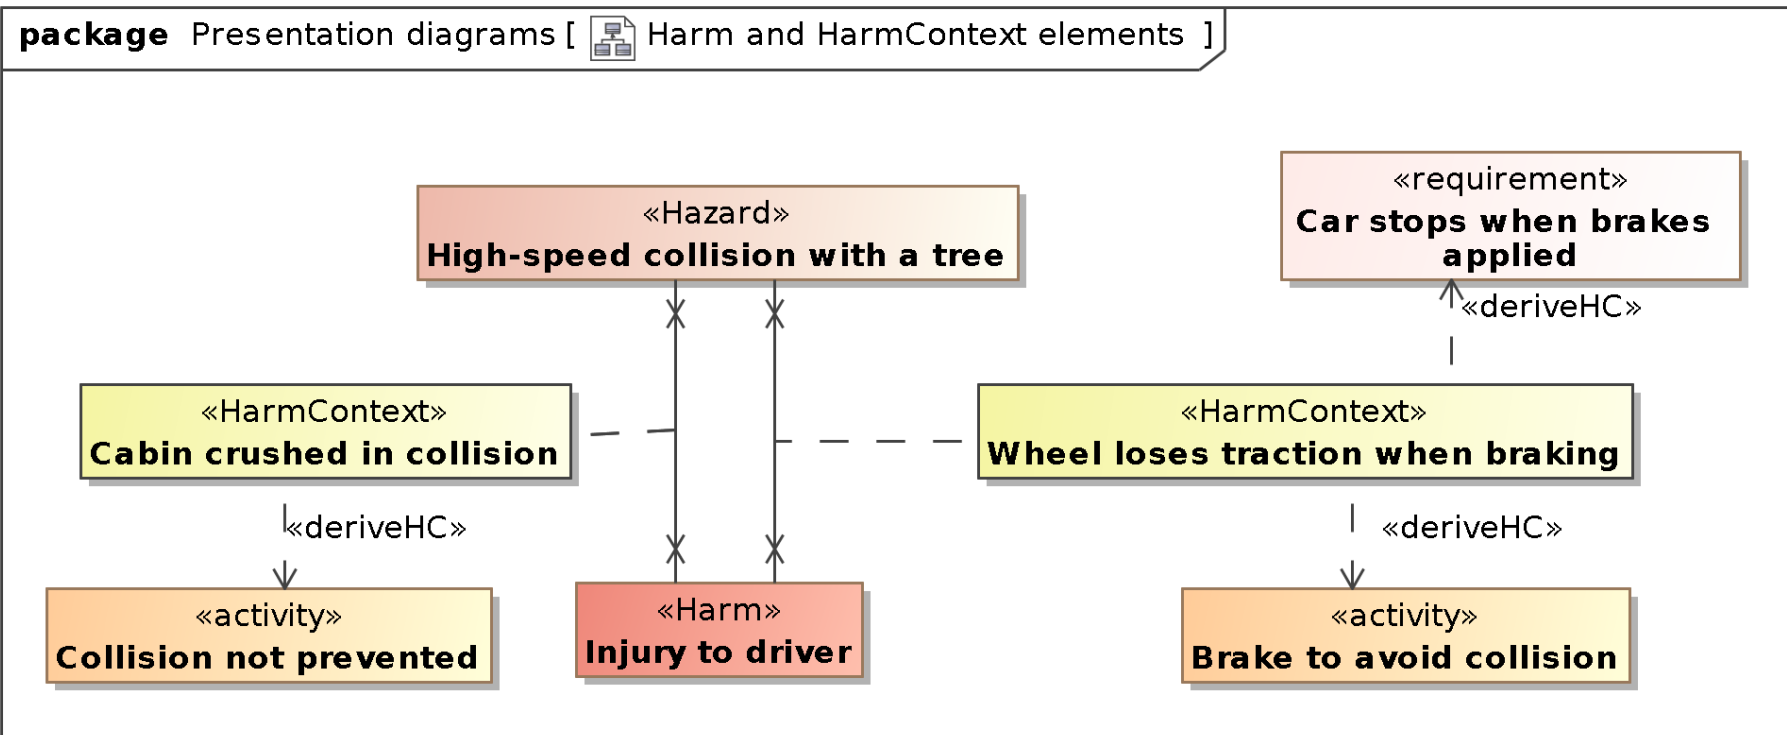 package Presentation diagrams [ Harm and HarmContext elements ]
«requirement»
Car stops when brakes
applied
«Hazard»
High-speed collision with a tree
«deriveHC»
«HarmContext»
Cabin crushed in collision
«HarmContext»
Wheel loses traction when braking
«deriveHC»
«deriveHC»
«activity»
Collision not prevented
«Harm»
Injury to driver
«activity»
Brake to avoid collision